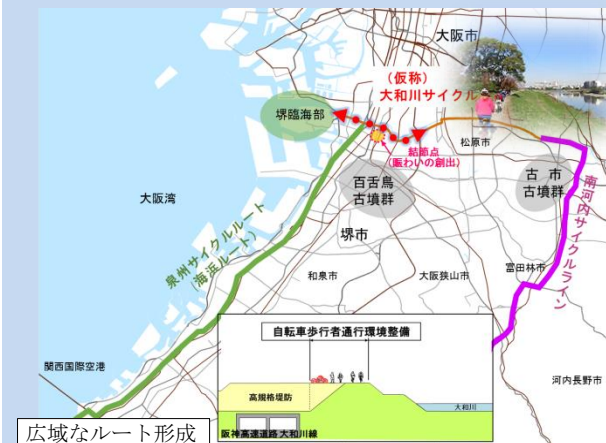 大阪市
(仮称)
大和川サイクル
堺臨海部
結節点
(賑わいの創出)
松原市
大阪湾
百舌鳥
古墳群
古 市
古墳群
南河内サイクルライン
泉州サイクルルート
(海浜ルート)
堺市
和泉市
大阪狭山市
富田林市
自転車歩行者通行環境整備
関西国際空港
河内長野市
高規格堤防
大和川
阪神高速道路大和川線
広域なルート形成